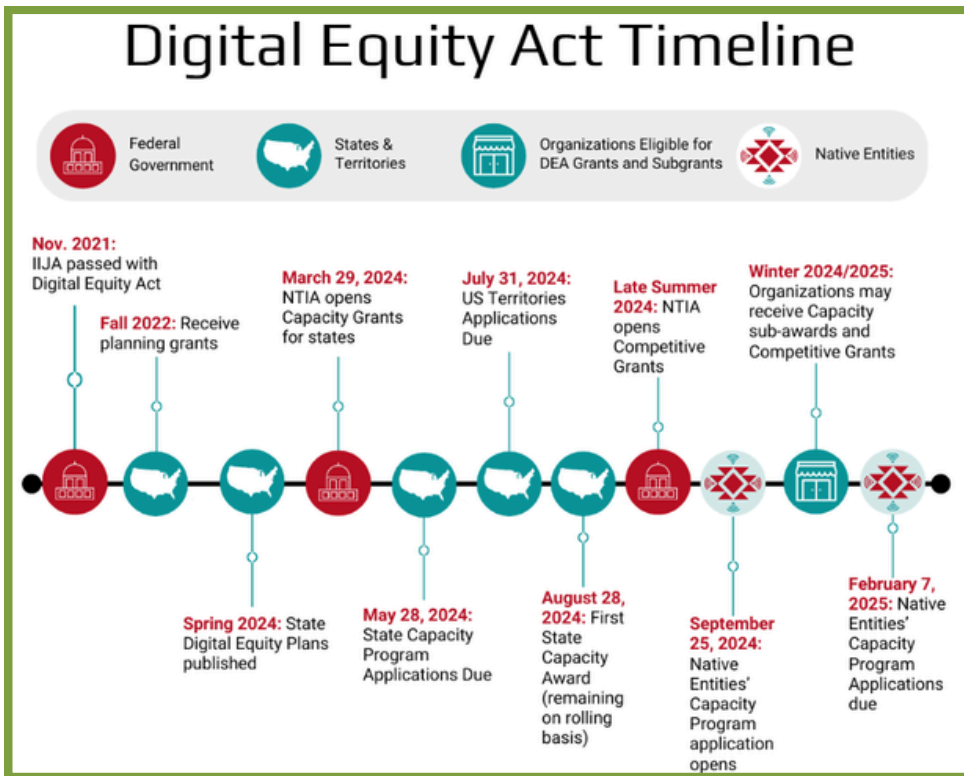 Digital Equity Act Timeline
Federal
Government
States &
Territories
Organizations Eligible for
DEA Grants and Subgrants
Native Entities
Nov. 2021:
IIJA passed with
Digital Equity Act
Fall 2022: Receive
planning grants
Spring 2024: State
Digital Equity Plans
published
March 29, 2024:
NTIA opens
Capacity Grants
for states
May 28, 2024:
State Capacity
Program
Applications Due
July 31, 2024:
US Territories
Applications
Due
August 28,
2024: First
State
Capacity
Award
(remaining
on rolling
basis)
Late Summer
2024: NTIA
opens
Competitive
Grants
September
25, 2024:
Native
Entities'
Capacity
Program
application
opens
Winter 2024/2025:
Organizations may
receive Capacity
sub-awards and
Competitive Grants
February 7,
2025: Native
Entities'
Capacity
Program
Applications
due